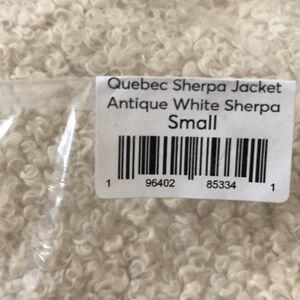 Quebec Sherpa Jacket
Antique White Sherpa
Small
1 96402 85334 1